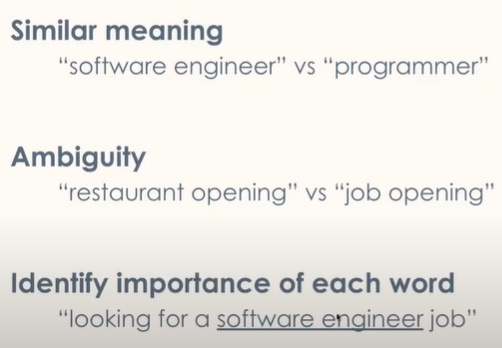 Similar meaning
“software engineer” vs “programmer”
Ambiguity
“restaurant opening” vs “job opening”
Identify importance of each word
“looking for a software engineer job”